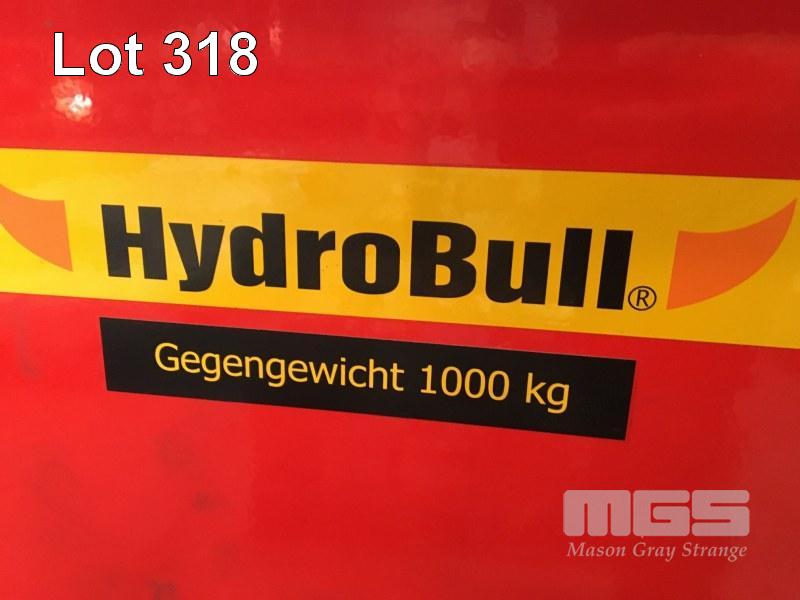 Lot 318
HydroBull®
Gegengewicht 1000 kg
MGS
Mason Gray Strange